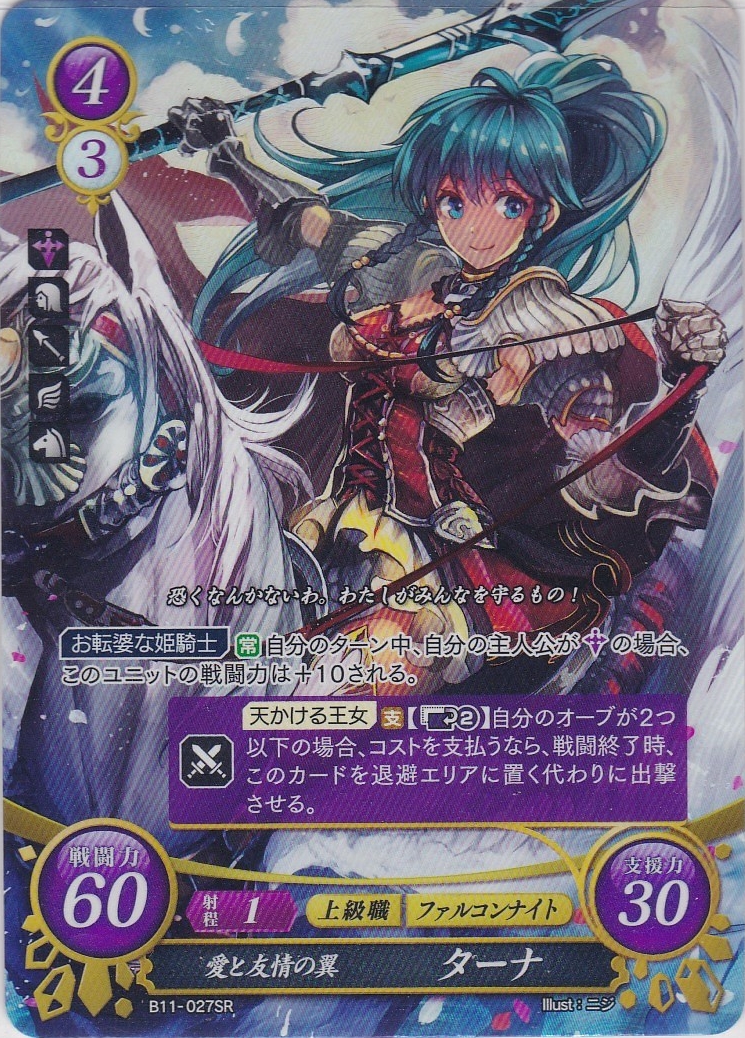 4
3
恐くなんかないわ。わたしがみんなを守るもの！
お転婆な姫騎士 常 自分のターン中、自分の主人公が の場合、
このユニットの戦闘力は＋10される。
天かける王女 支 【 2】自分のオーブが2つ
以下の場合、コストを支払うなら、戦闘終了時、
このカードを退避エリアに置く代わりに出撃
させる。
戦闘力
60
射程 1
上級職 ファルコンナイト
支援力
30
愛と友情の翼 ターナ
B11-027SR
Illust：ニジ